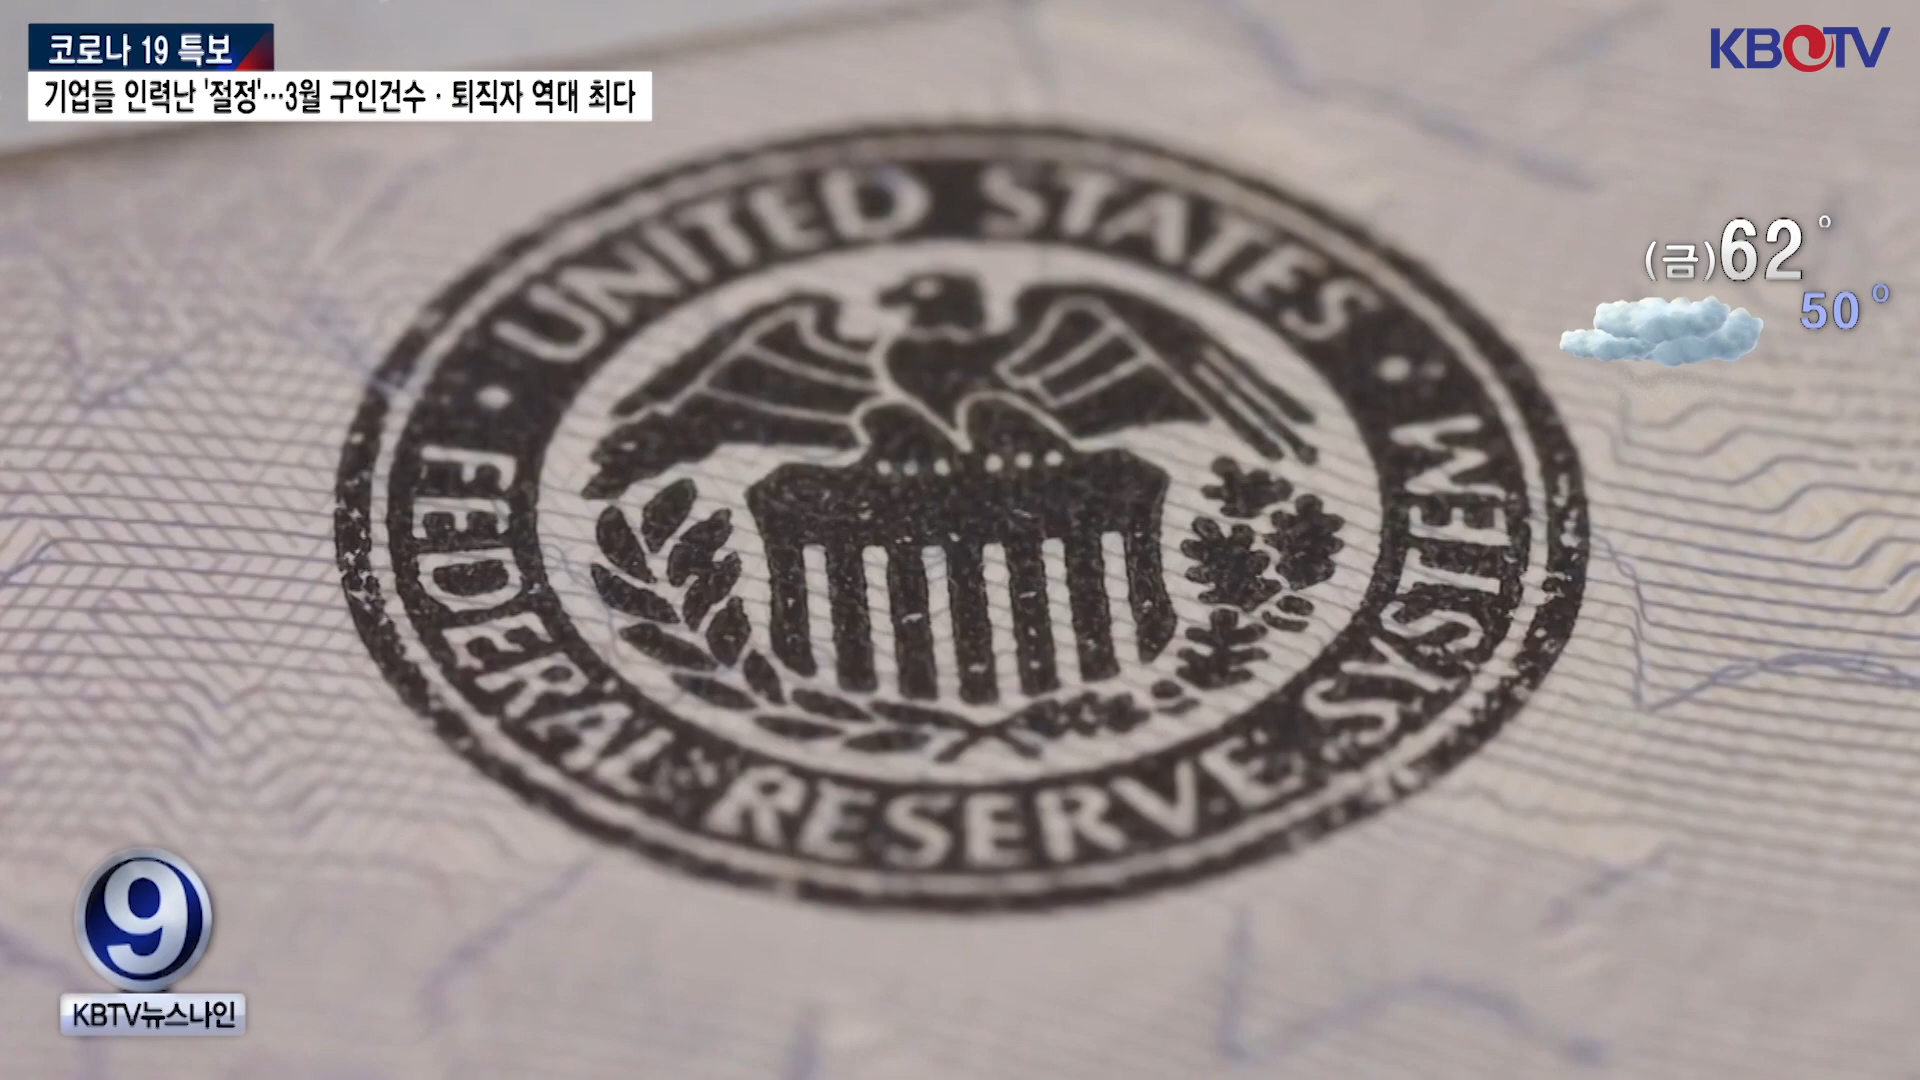 코로나 19 특보
KBTV
기업들 인력난 '절정'…3월 구인건수 · 퇴직자 역대 최다
(금)62°
50°
UNITED STATES
FEDERAL RESERVE SYSTEM
9
KBTV뉴스나인